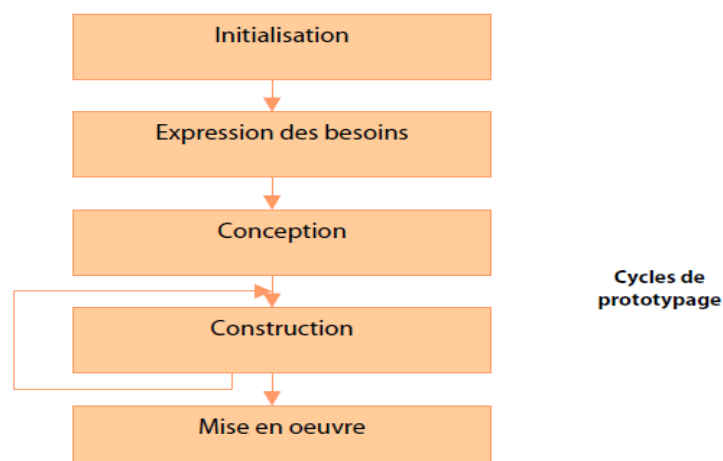 Initialisation
Expression des besoins
Conception
Cycles de
prototypage
Construction
Mise en oeuvre